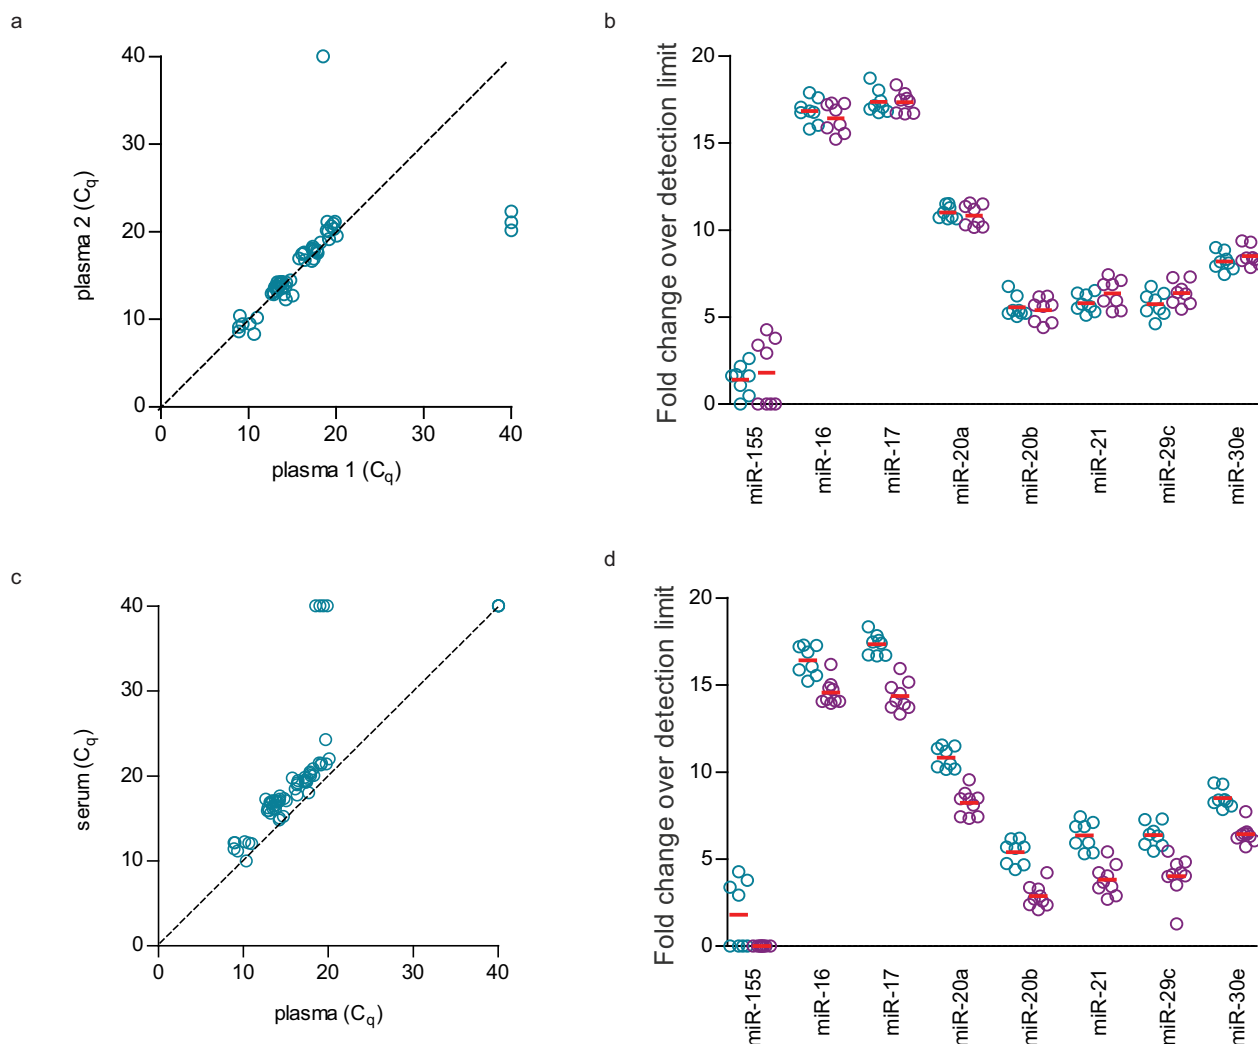 a
40
30
20
10
0
0
10
20
30
40
plasma 2 (Cq)
plasma 1 (Cq)
b
20
15
10
5
0
Fold change over detection limit
miR-155
miR-16
miR-17
miR-20a
miR-20b
miR-21
miR-29c
miR-30e
c
40
30
20
10
0
0
10
20
30
40
serum (Cq)
plasma (Cq)
d
20
15
10
5
0
Fold change over detection limit
miR-155
miR-16
miR-17
miR-20a
miR-20b
miR-21
miR-29c
miR-30e